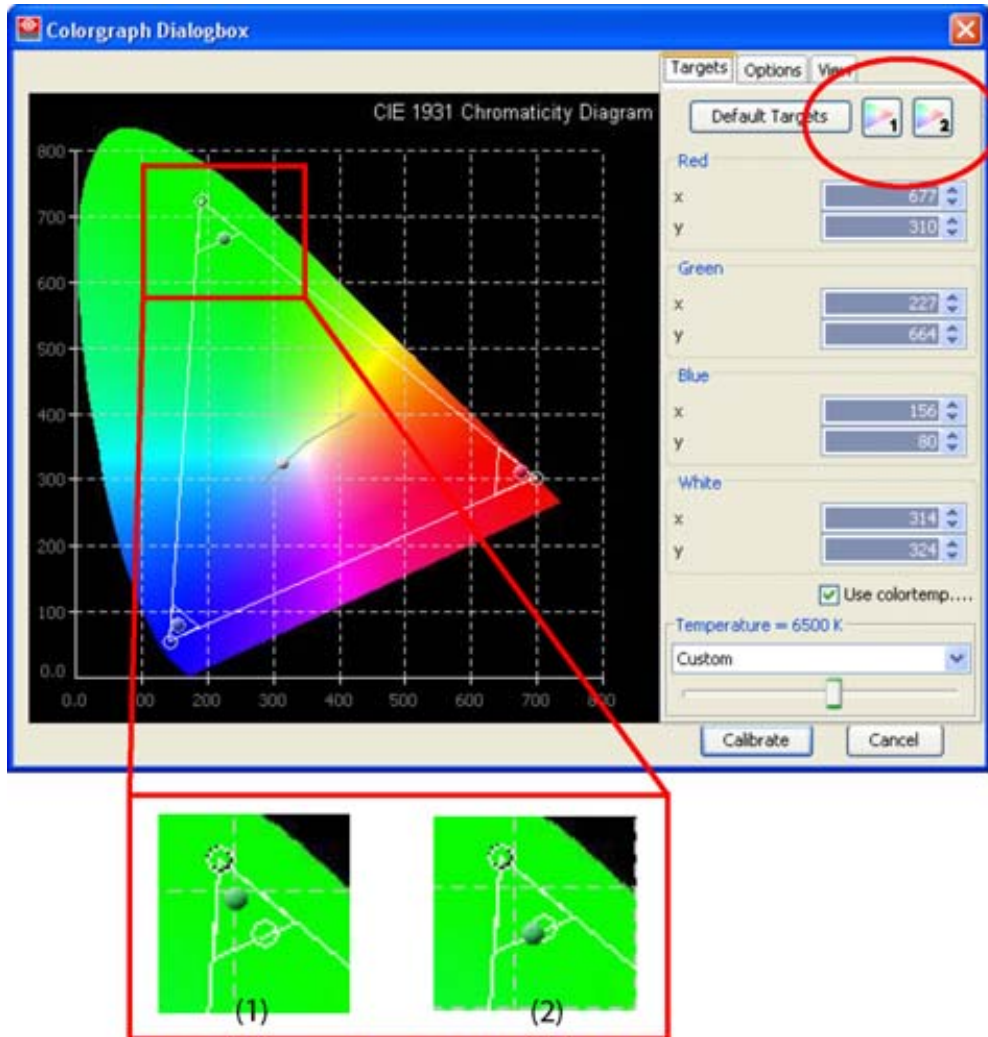 Colorgraph Dialogbox
Targets Options View
CIE 1931 Chromaticity Diagram
Default Targets 1 2
Red
x 677
y 310
Green
x 227
y 664
Blue
x 156
y 80
White
x 314
y 324
Use colortemp....
Temperature = 6500 K
Custom
Calibrate Cancel
800
700
600
500
400
300
200
100
0.0
0.0 100 200 300 400 500 600 700 800
(1) (2)